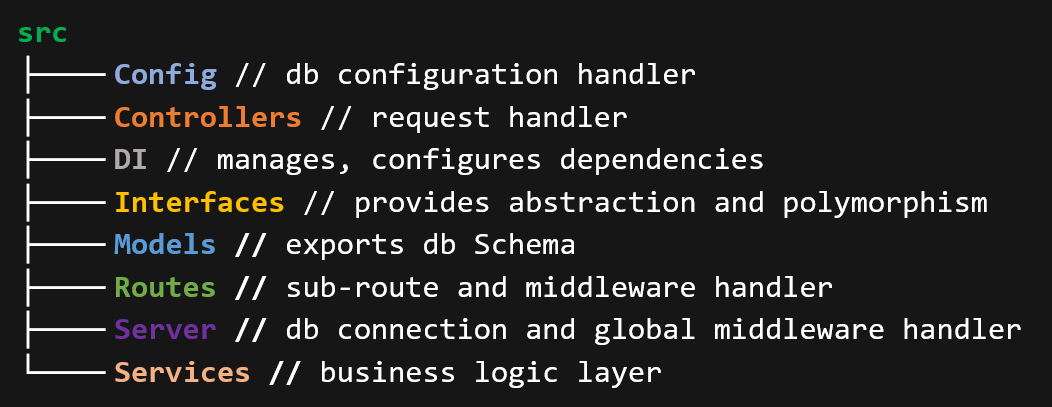 src
├──── Config // db configuration handler
├──── Controllers // request handler
├──── DI // manages, configures dependencies
├──── Interfaces // provides abstraction and polymorphism
├──── Models // exports db Schema
├──── Routes // sub-route and middleware handler
├──── Server // db connection and global middleware handler
└──── Services // business logic layer